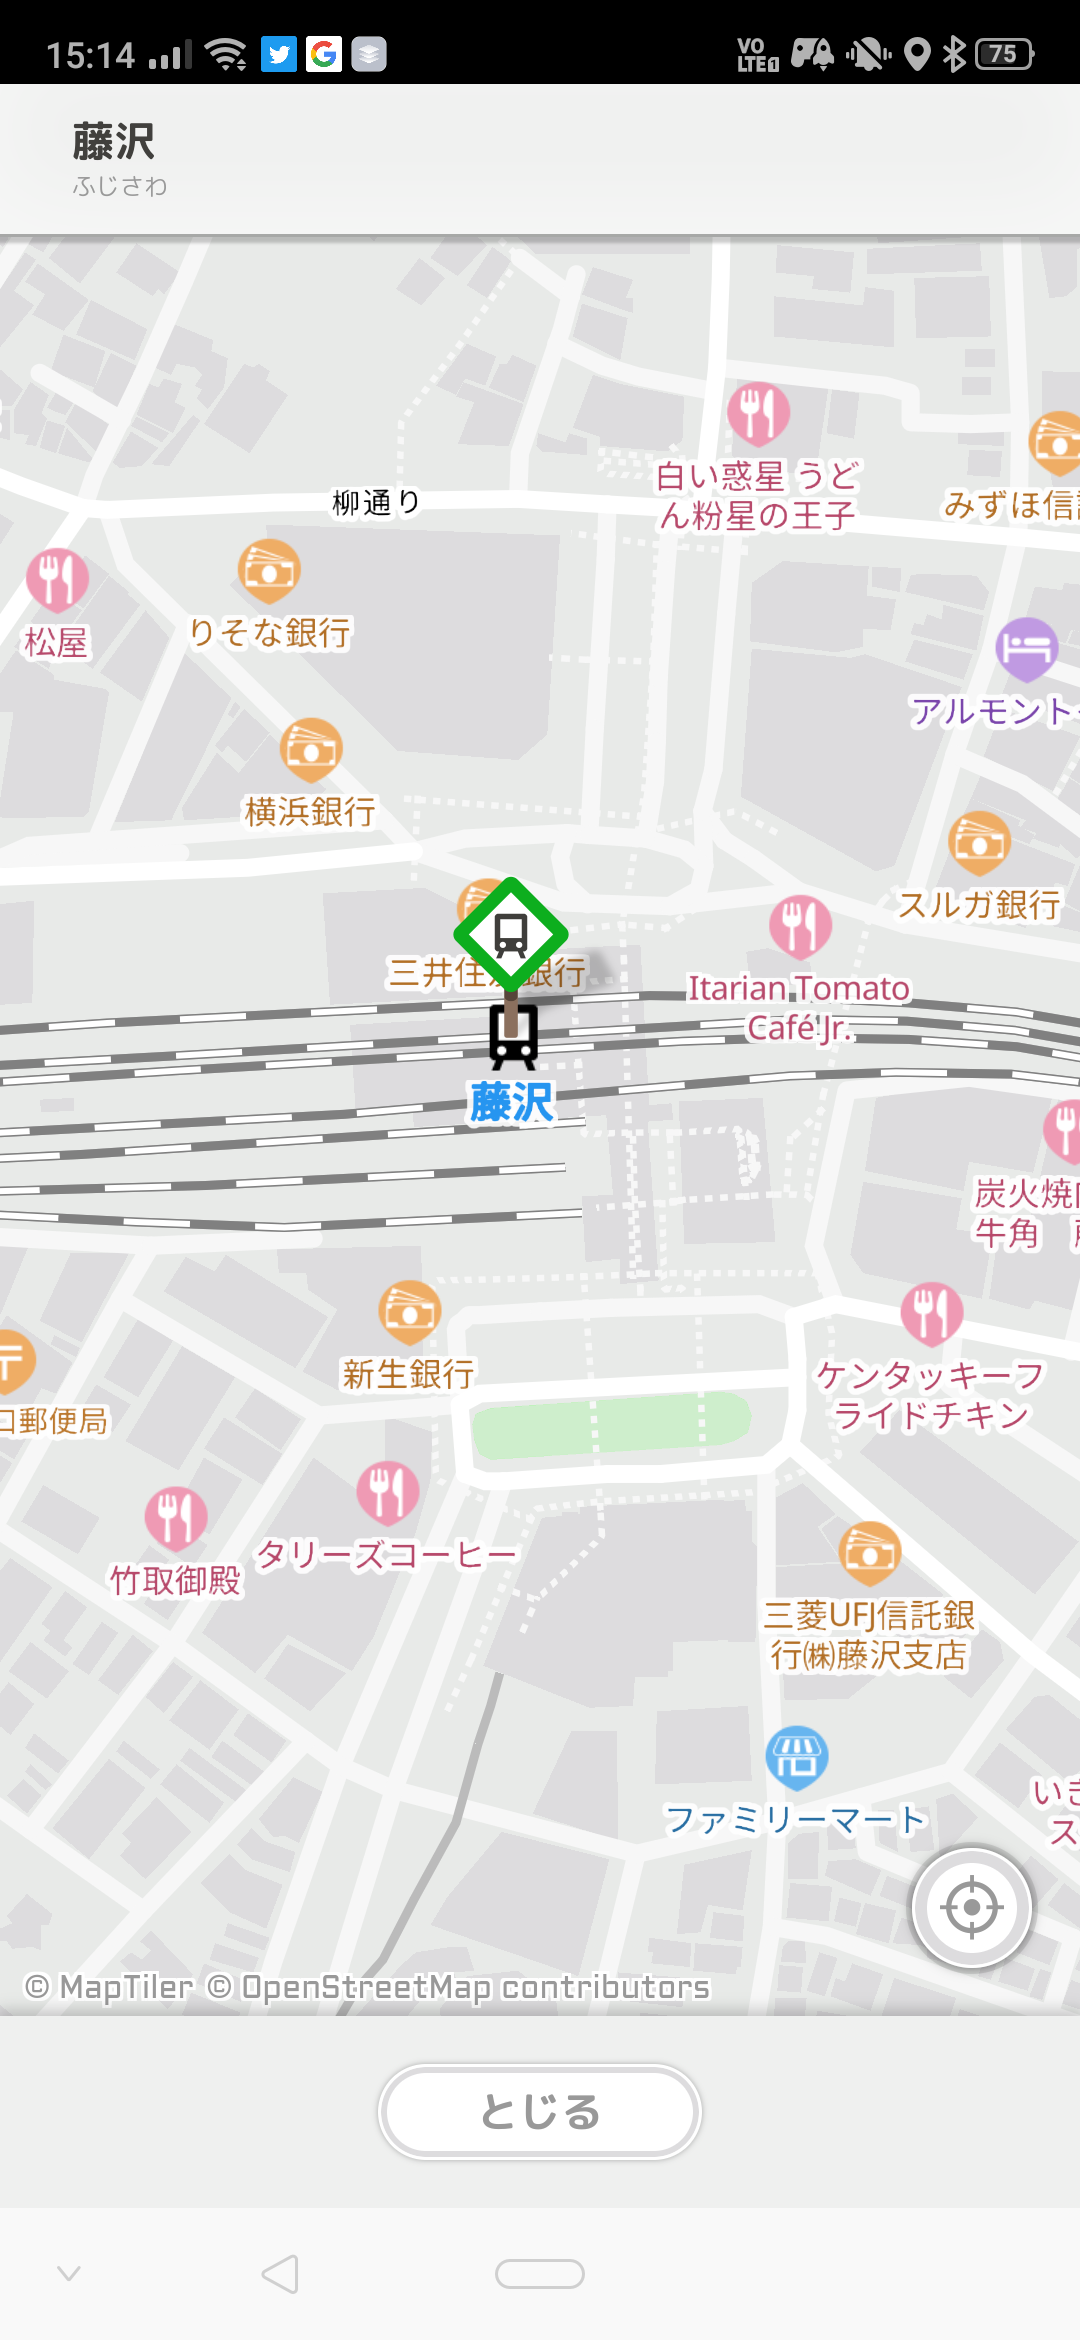 15:14
VO
LTE1
75
藤沢
ふじさわ
柳通り
白い惑星 うど
ん粉星の王子
みずほ信
松屋
りそな銀行
アルモント
横浜銀行
スルガ銀行
三井住 銀行
Itarian Tomato
Café Jr.
藤沢
炭火焼
牛角
新生銀行
ケンタッキーフ
ライドチキン
口郵便局
タリーズコーヒー
竹取御殿
三菱UFJ信託銀
行㈱藤沢支店
ファミリーマート
いき
ス
© MapTiler © OpenStreetMap contributors
とじる